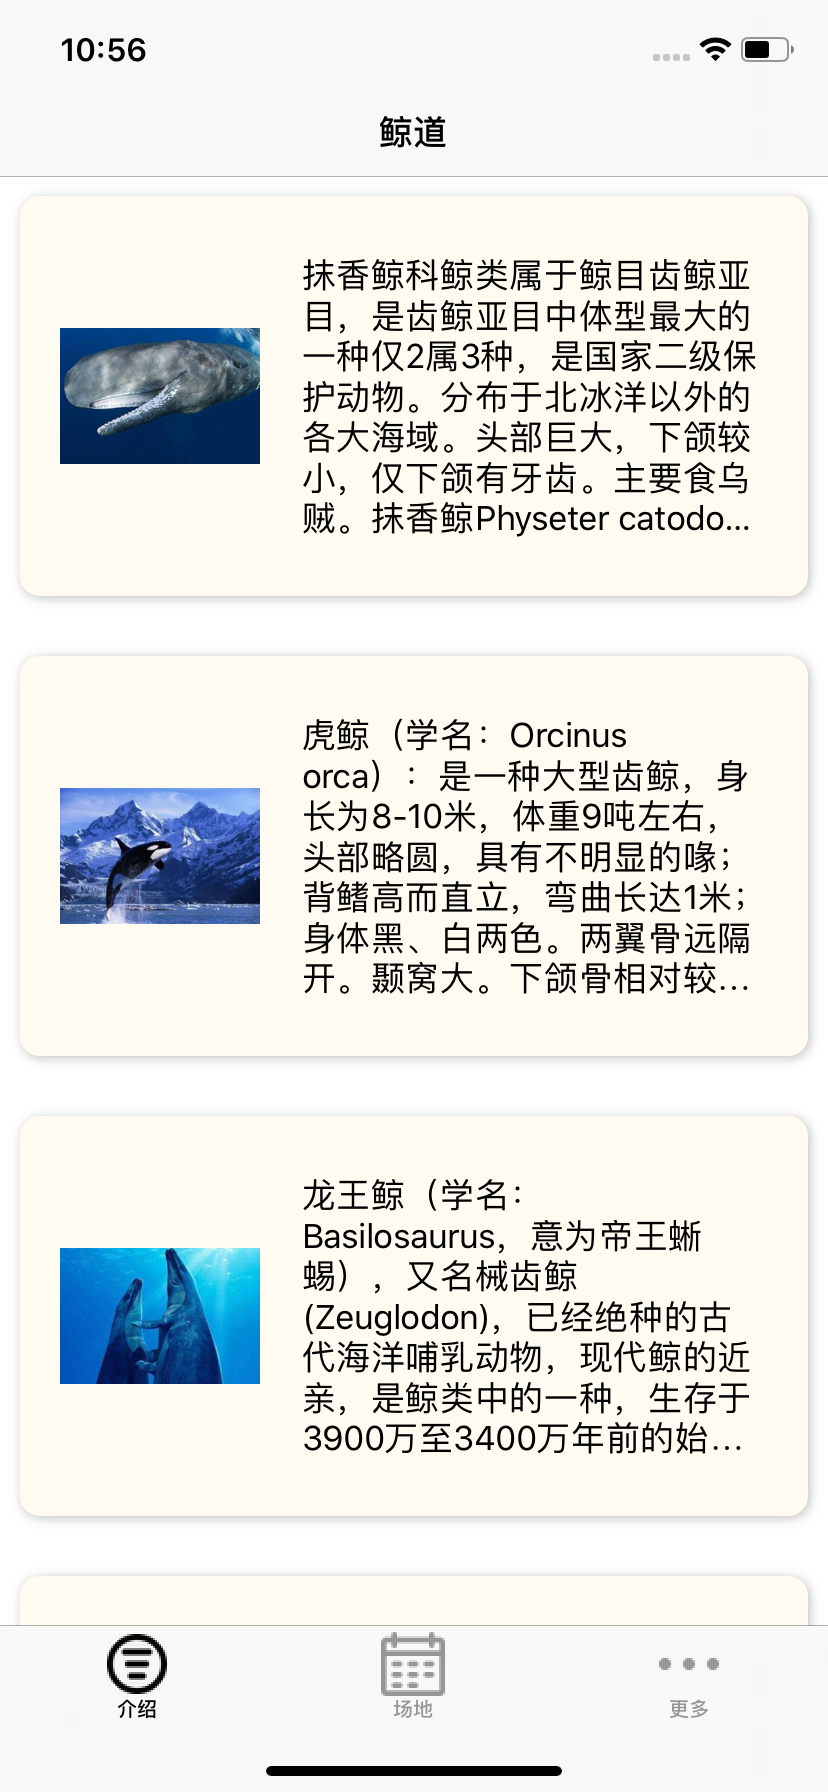 10:56
鲸道
抹香鲸科鲸类属于鲸目齿鲸亚
目，是齿鲸亚目中体型最大的
一种仅2属3种，是国家二级保
护动物。分布于北冰洋以外的
各大海域。头部巨大，下颌较
小，仅下颌有牙齿。主要食乌
贼。抹香鲸Physeter catodo...
虎鲸（学名：Orcinus
orca）：是一种大型齿鲸，身
长为8-10米，体重9吨左右，
头部略圆，具有不明显的喙；
背鳍高而直立，弯曲长达1米；
身体黑、白两色。两翼骨远隔
开。颞窝大。下颌骨相对较...
龙王鲸（学名：
Basilosaurus，意为帝王蜥
蜴），又名械齿鲸
(Zeuglodon)，已经绝种的古
代海洋哺乳动物，现代鲸的近
亲，是鲸类中的一种，生存于
3900万至3400万年前的始...
介绍
场地
更多